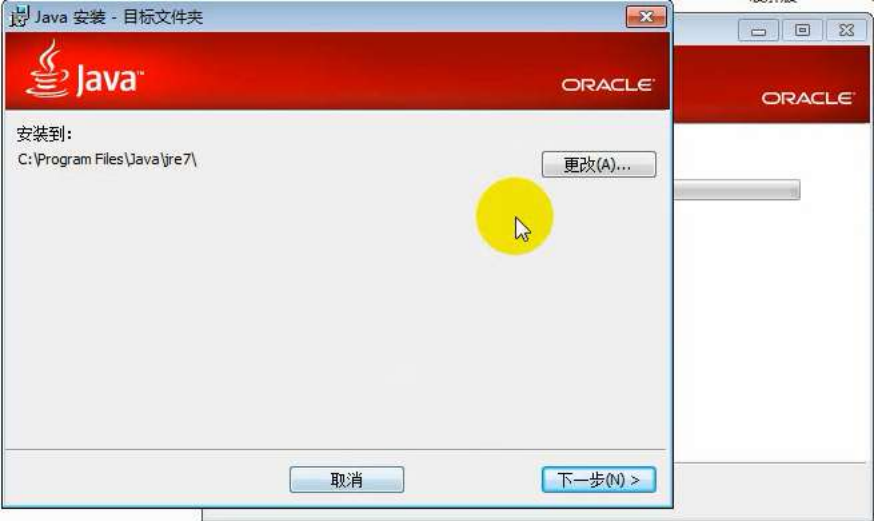 Java 安装 - 目标文件夹
Java™
ORACLE
ORACLE
安装到:
C:\Program Files\Java\jre7\
更改(A)...
取消
下一步(N) >